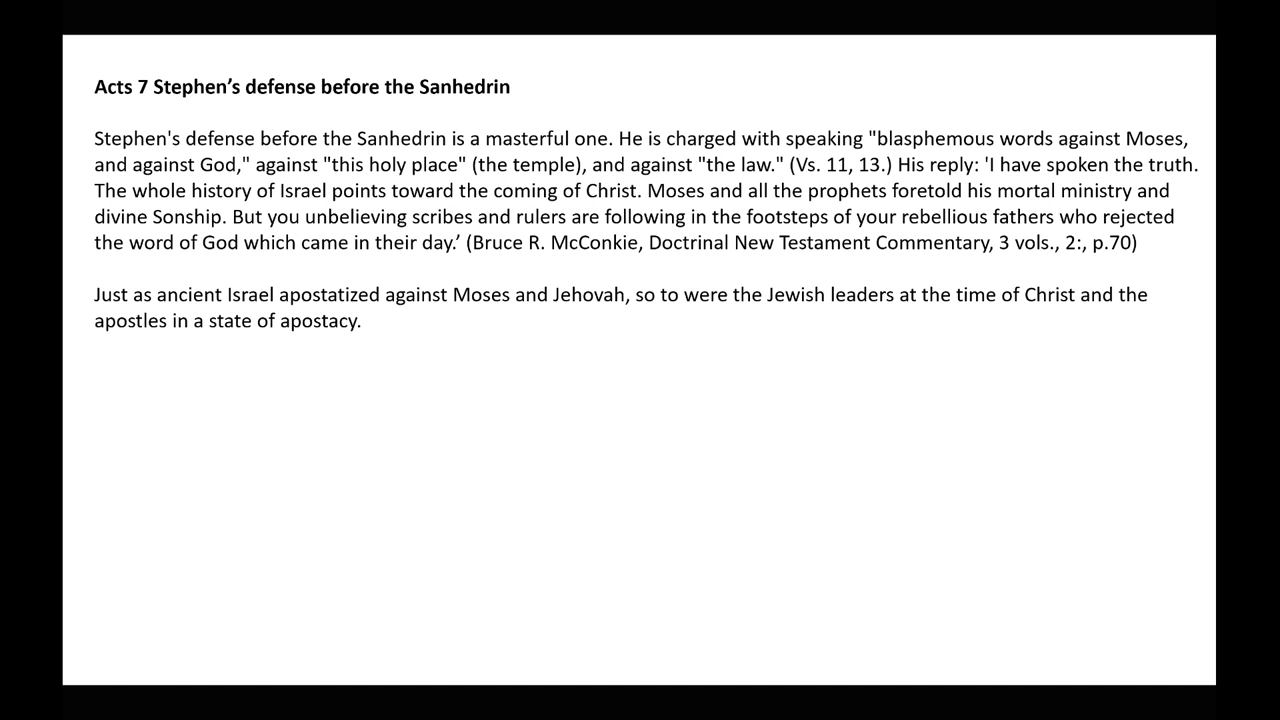 Acts 7 Stephen’s defense before the Sanhedrin
Stephen's defense before the Sanhedrin is a masterful one. He is charged with speaking "blasphemous words against Moses,
and against God," against "this holy place" (the temple), and against "the law." (Vs. 11, 13.) His reply: 'I have spoken the truth.
The whole history of Israel points toward the coming of Christ. Moses and all the prophets foretold his mortal ministry and
divine Sonship. But you unbelieving scribes and rulers are following in the footsteps of your rebellious fathers who rejected
the word of God which came in their day.’ (Bruce R. McConkie, Doctrinal New Testament Commentary, 3 vols., 2:, p.70)
Just as ancient Israel apostatized against Moses and Jehovah, so to were the Jewish leaders at the time of Christ and the
apostles in a state of apostacy.